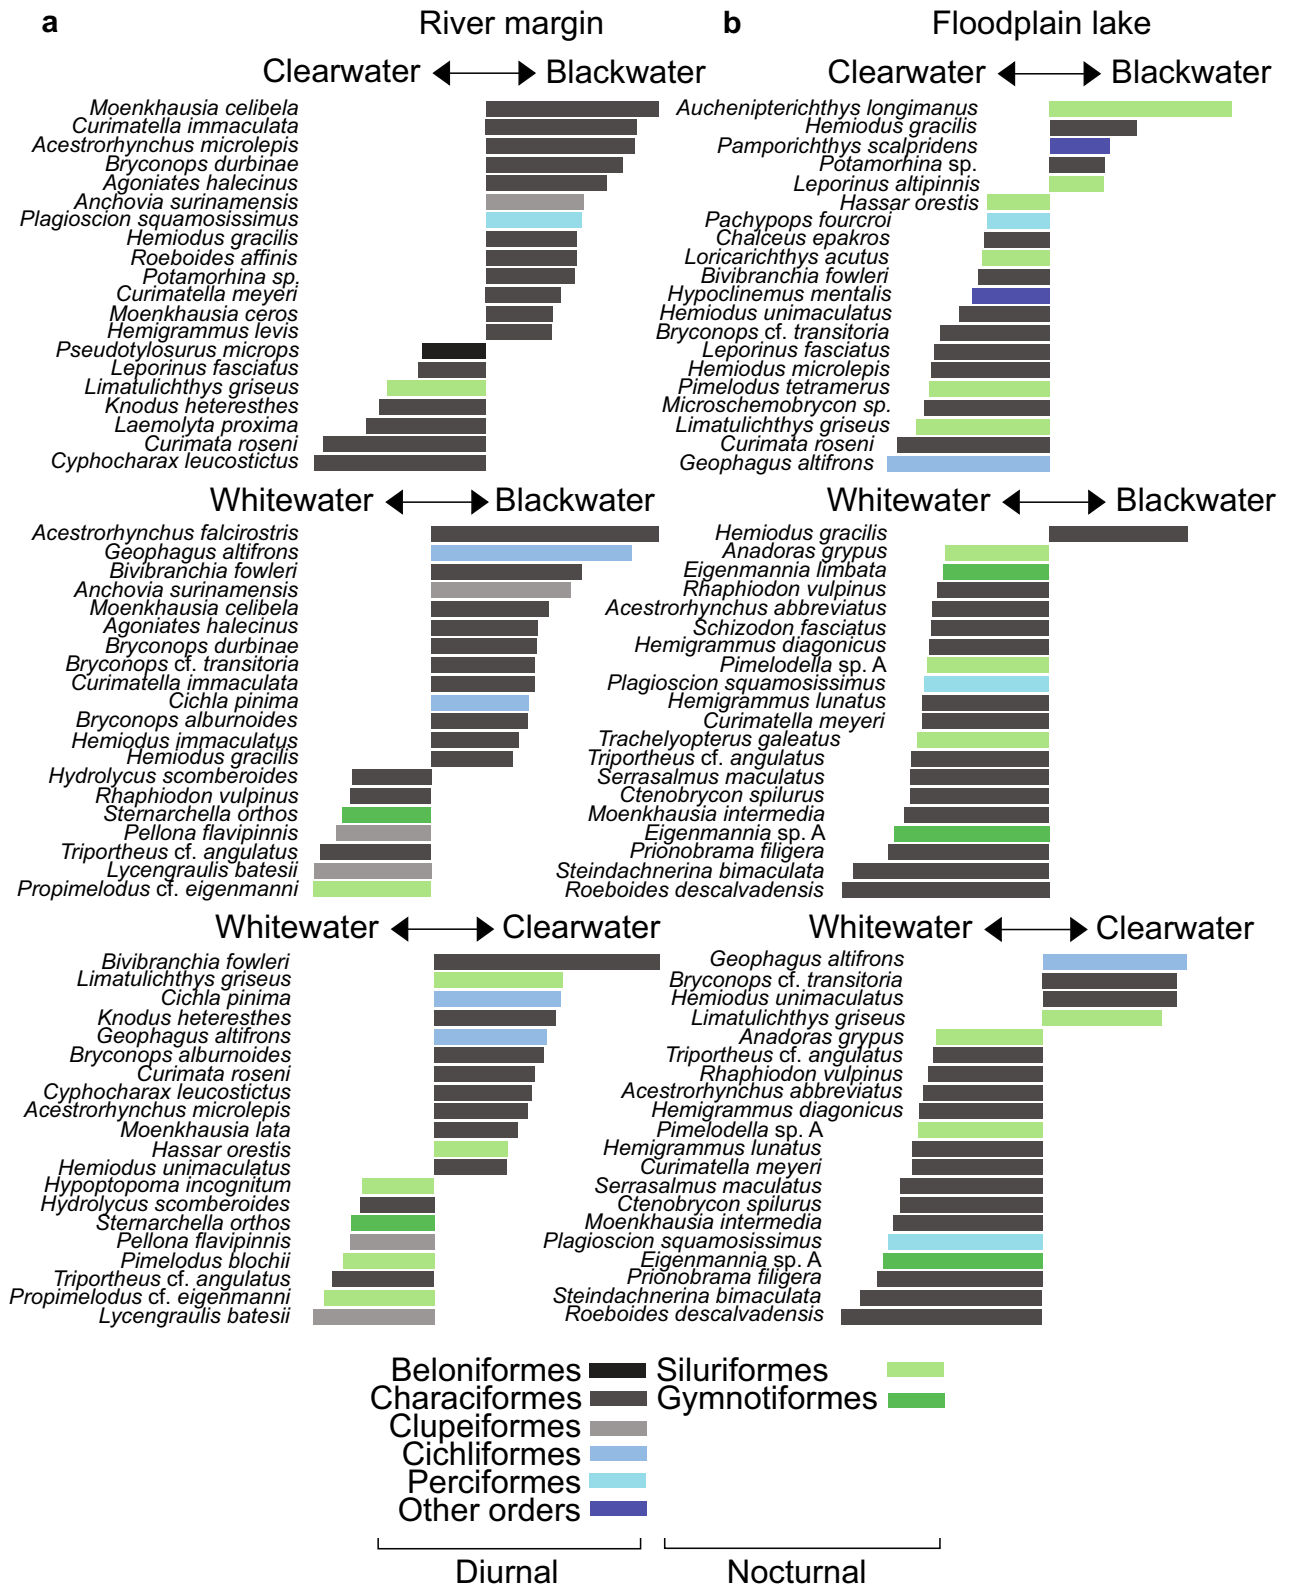 a River margin
Clearwater Blackwater
Moenkhausia celibela
Curimatella immaculata
Acestrorhynchus microlepis
Bryconops durbinae
Agoniates halecinus
Anchovia surinamensis
Plagioscion squamosissimus
Hemiodus gracilis
Roeboides affinis
Potamorhina sp.
Curimatella meyeri
Moenkhausia ceros
Hemigrammus levis
Pseudotylosurus microps
Leporinus fasciatus
Limatulichthys griseus
Knodus heteresthes
Laemolyta proxima
Curimata roseni
Cyphocharax leucostictus
Whitewater Blackwater
Acestrorhynchus falcirostris
Geophagus altifrons
Bivibranchia fowleri
Anchovia surinamensis
Moenkhausia celibela
Agoniates halecinus
Bryconops durbinae
Bryconops cf. transitoria
Curimatella immaculata
Cichla pinima
Bryconops alburnoides
Hemiodus immaculatus
Hemiodus gracilis
Hydrolycus scomberoides
Rhaphiodon vulpinus
Sternarchella orthos
Pellona flavipinnis
Triportheus cf. angulatus
Lycengraulis batesii
Propimelodus cf. eigenmanni
Whitewater Clearwater
Bivibranchia fowleri
Limatulichthys griseus
Cichla pinima
Knodus heteresthes
Geophagus altifrons
Bryconops alburnoides
Curimata roseni
Cyphocharax leucostictus
Acestrorhynchus microlepis
Moenkhausia lata
Hassar orestis
Hemiodus unimaculatus
Hypoptopoma incognitum
Hydrolycus scomberoides
Sternarchella orthos
Pellona flavipinnis
Pimelodus blochii
Triportheus cf. angulatus
Propimelodus cf. eigenmanni
Lycengraulis batesii
b Floodplain lake
Clearwater Blackwater
Auchenipterichthys longimanus
Hemiodus gracilis
Pamporichthys scalpridens
Potamorhina sp.
Leporinus altipinnis
Hassar orestis
Pachypops fourcroi
Chalceus epakros
Loricarichthys acutus
Bivibranchia fowleri
Hypoclinemus mentalis
Hemiodus unimaculatus
Bryconops cf. transitoria
Leporinus fasciatus
Hemiodus microlepis
Pimelodus tetramerus
Microschemobrycon sp.
Limatulichthys griseus
Curimata roseni
Geophagus altifrons
Whitewater Blackwater
Hemiodus gracilis
Anadoras grypus
Eigenmannia limbata
Rhaphiodon vulpinus
Acestrorhynchus abbreviatus
Schizodon fasciatus
Hemigrammus diagonicus
Pimelodella sp. A
Plagioscion squamosissimus
Hemigrammus lunatus
Curimatella meyeri
Trachelyopterus galeatus
Triportheus cf. angulatus
Serrasalmus maculatus
Ctenobrycon spilurus
Moenkhausia intermedia
Eigenmannia sp. A
Prionobrama filigera
Steindachnerina bimaculata
Roeboides descalvadensis
Whitewater Clearwater
Geophagus altifrons
Bryconops cf. transitoria
Hemiodus unimaculatus
Limatulichthys griseus
Anadoras grypus
Triportheus cf. angulatus
Rhaphiodon vulpinus
Acestrorhynchus abbreviatus
Hemigrammus diagonicus
Pimelodella sp. A
Hemigrammus lunatus
Curimatella meyeri
Serrasalmus maculatus
Ctenobrycon spilurus
Moenkhausia intermedia
Plagioscion squamosissimus
Eigenmannia sp. A
Prionobrama filigera
Steindachnerina bimaculata
Roeboides descalvadensis
Beloniformes
Characiformes
Clupeiformes
Cichliformes
Perciformes
Other orders
Diurnal
Siluriformes
Gymnotiformes
Nocturnal